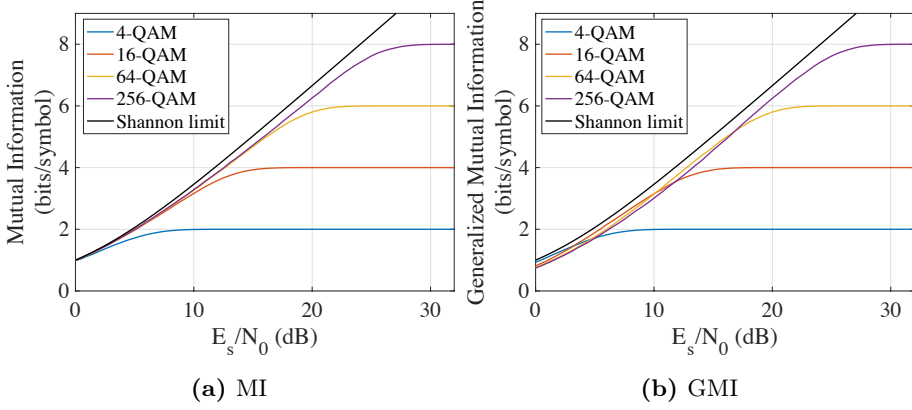 Mutual Information
(bits/symbol)
8
6
4
2
0
4-QAM
16-QAM
64-QAM
256-QAM
Shannon limit
0 10 20 30
E_s/N_0 (dB)
(a) MI
Generalized Mutual Information
(bits/symbol)
8
6
4
2
0
4-QAM
16-QAM
64-QAM
256-QAM
Shannon limit
0 10 20 30
E_s/N_0 (dB)
(b) GMI